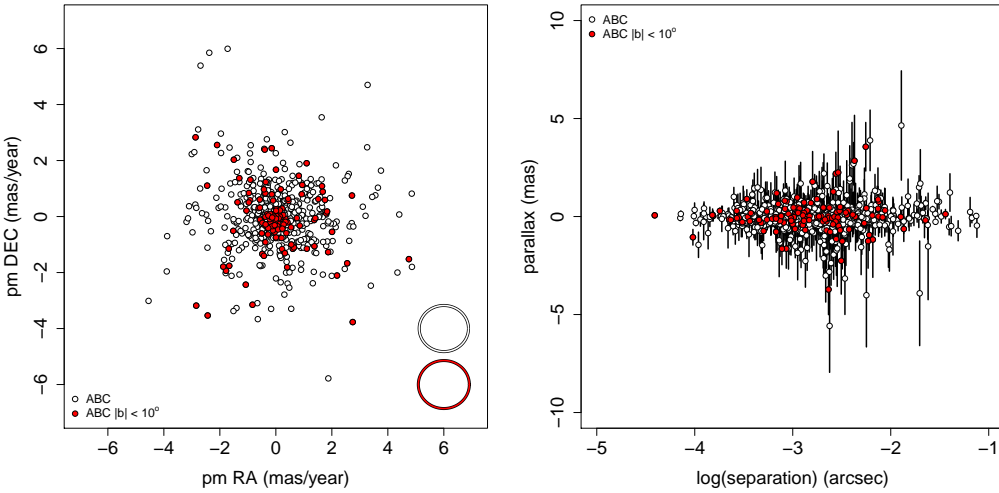 6
4
2
0
−2
−4
−6
−6 −4 −2 0 2 4 6
pm DEC (mas/year)
pm RA (mas/year)
ABC
ABC |b| < 10°
10
5
0
−5
−10
−5 −4 −3 −2 −1
parallax (mas)
log(separation) (arcsec)
ABC
ABC |b| < 10°